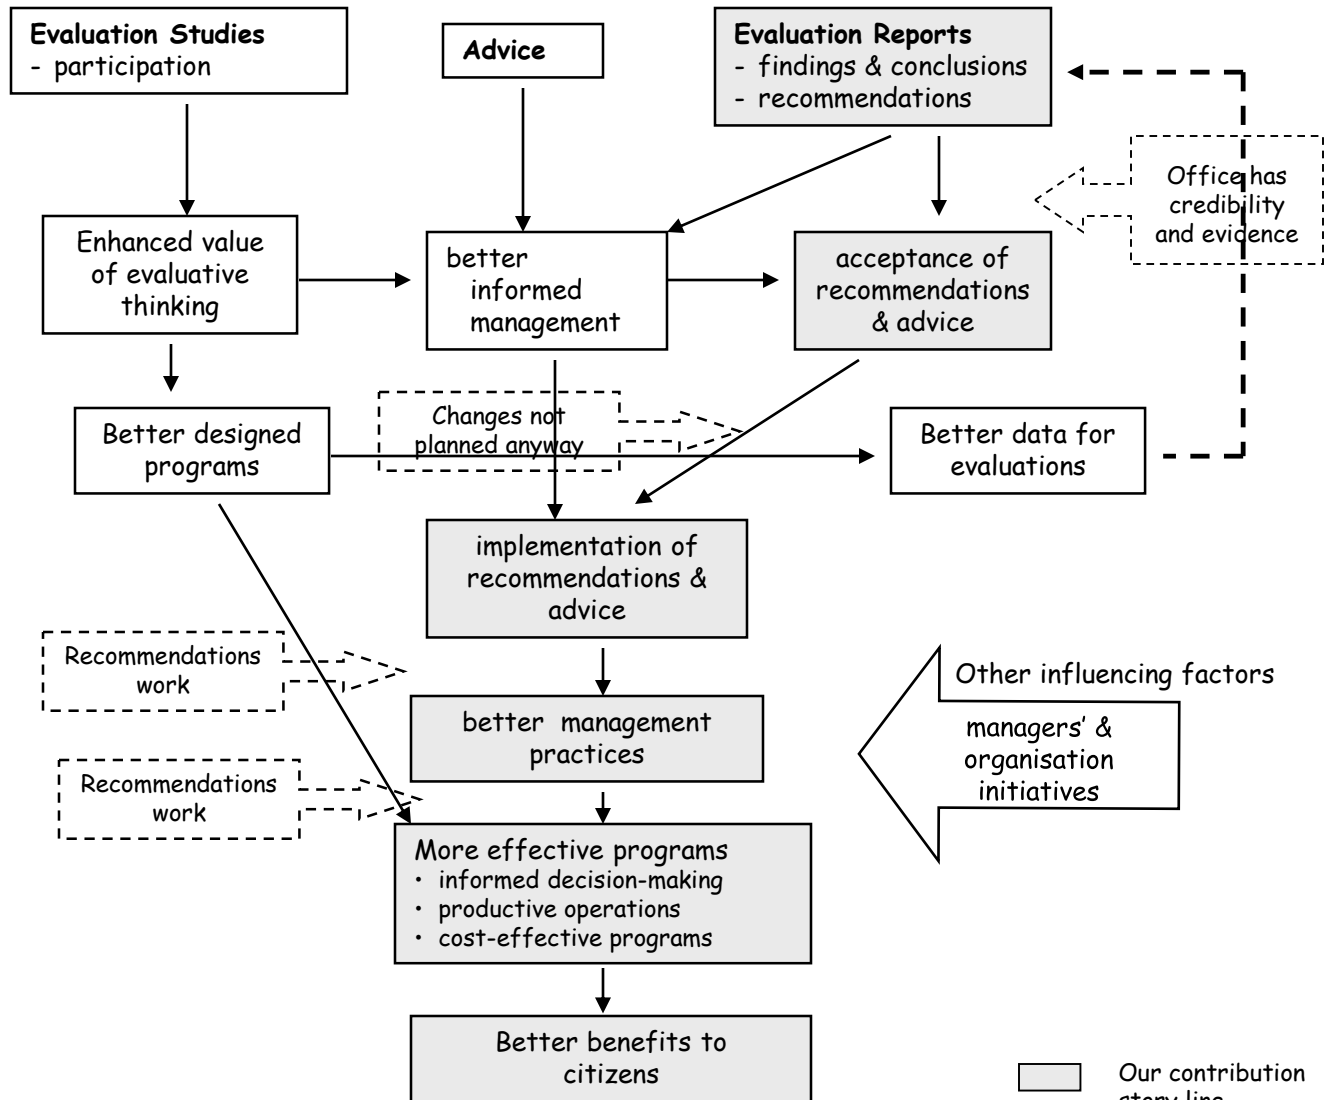 Evaluation Studies
- participation
Advice
Evaluation Reports
- findings & conclusions
- recommendations
Office has
credibility
and evidence
Enhanced value
of evaluative
thinking
better
informed
management
acceptance of
recommendations
& advice
Changes not
planned anyway
Better designed
programs
Better data for
evaluations
implementation of
recommendations &
advice
Recommendations
work
Other influencing factors
managers' &
organisation
initiatives
better management
practices
Recommendations
work
More effective programs
• informed decision-making
• productive operations
• cost-effective programs
Better benefits to
citizens
Our contribution
story line